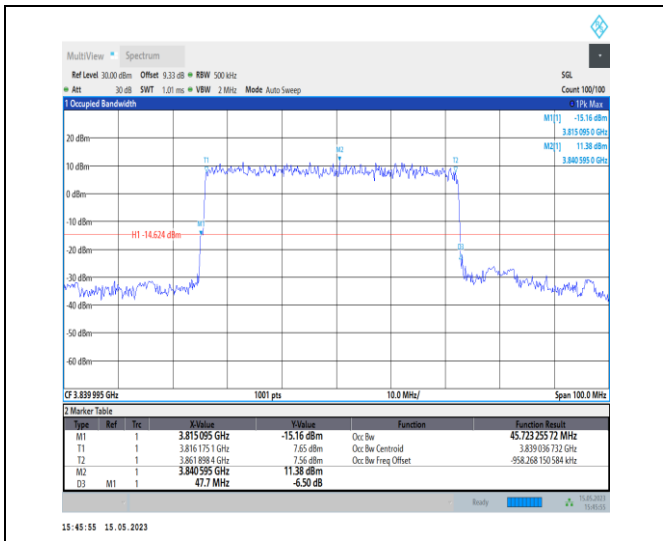 MultiView Spectrum
Ref Level 30.00 dBm Offset 9.33 dB RBW 500 kHz SGL
Att 30 dB SWT 1.01 ms VBW 2 MHz Mode Auto Sweep Count 100/100
1 Occupied Bandwidth 1Pk Max
M1[1] -15.16 dBm
3.815 095 0 GHz
M2[1] 11.38 dBm
3.840 595 0 GHz
20 dBm
M2
T1 T2
10 dBm
0 dBm
-10 dBm
M1
H1 -14.624 dBm
D3
-20 dBm
-30 dBm
-40 dBm
-50 dBm
-60 dBm
CF 3.839 995 GHz 1001 pts 10.0 MHz/ Span 100.0 MHz
2 Marker Table
Type Ref Trc X-Value Y-Value Function Function Result
M1 1 3.815 095 GHz -15.16 dBm Occ Bw 45.723 255 72 MHz
T1 1 3.816 175 1 GHz 7.65 dBm Occ Bw Centroid 3.839 036 732 GHz
T2 1 3.861 898 4 GHz 7.56 dBm Occ Bw Freq Offset -958.268 150 584 kHz
M2 1 3.840 595 GHz 11.38 dBm
D3 M1 1 47.7 MHz -6.50 dB
Ready 15.05.2023
15:45:55
15:45:55 15.05.2023